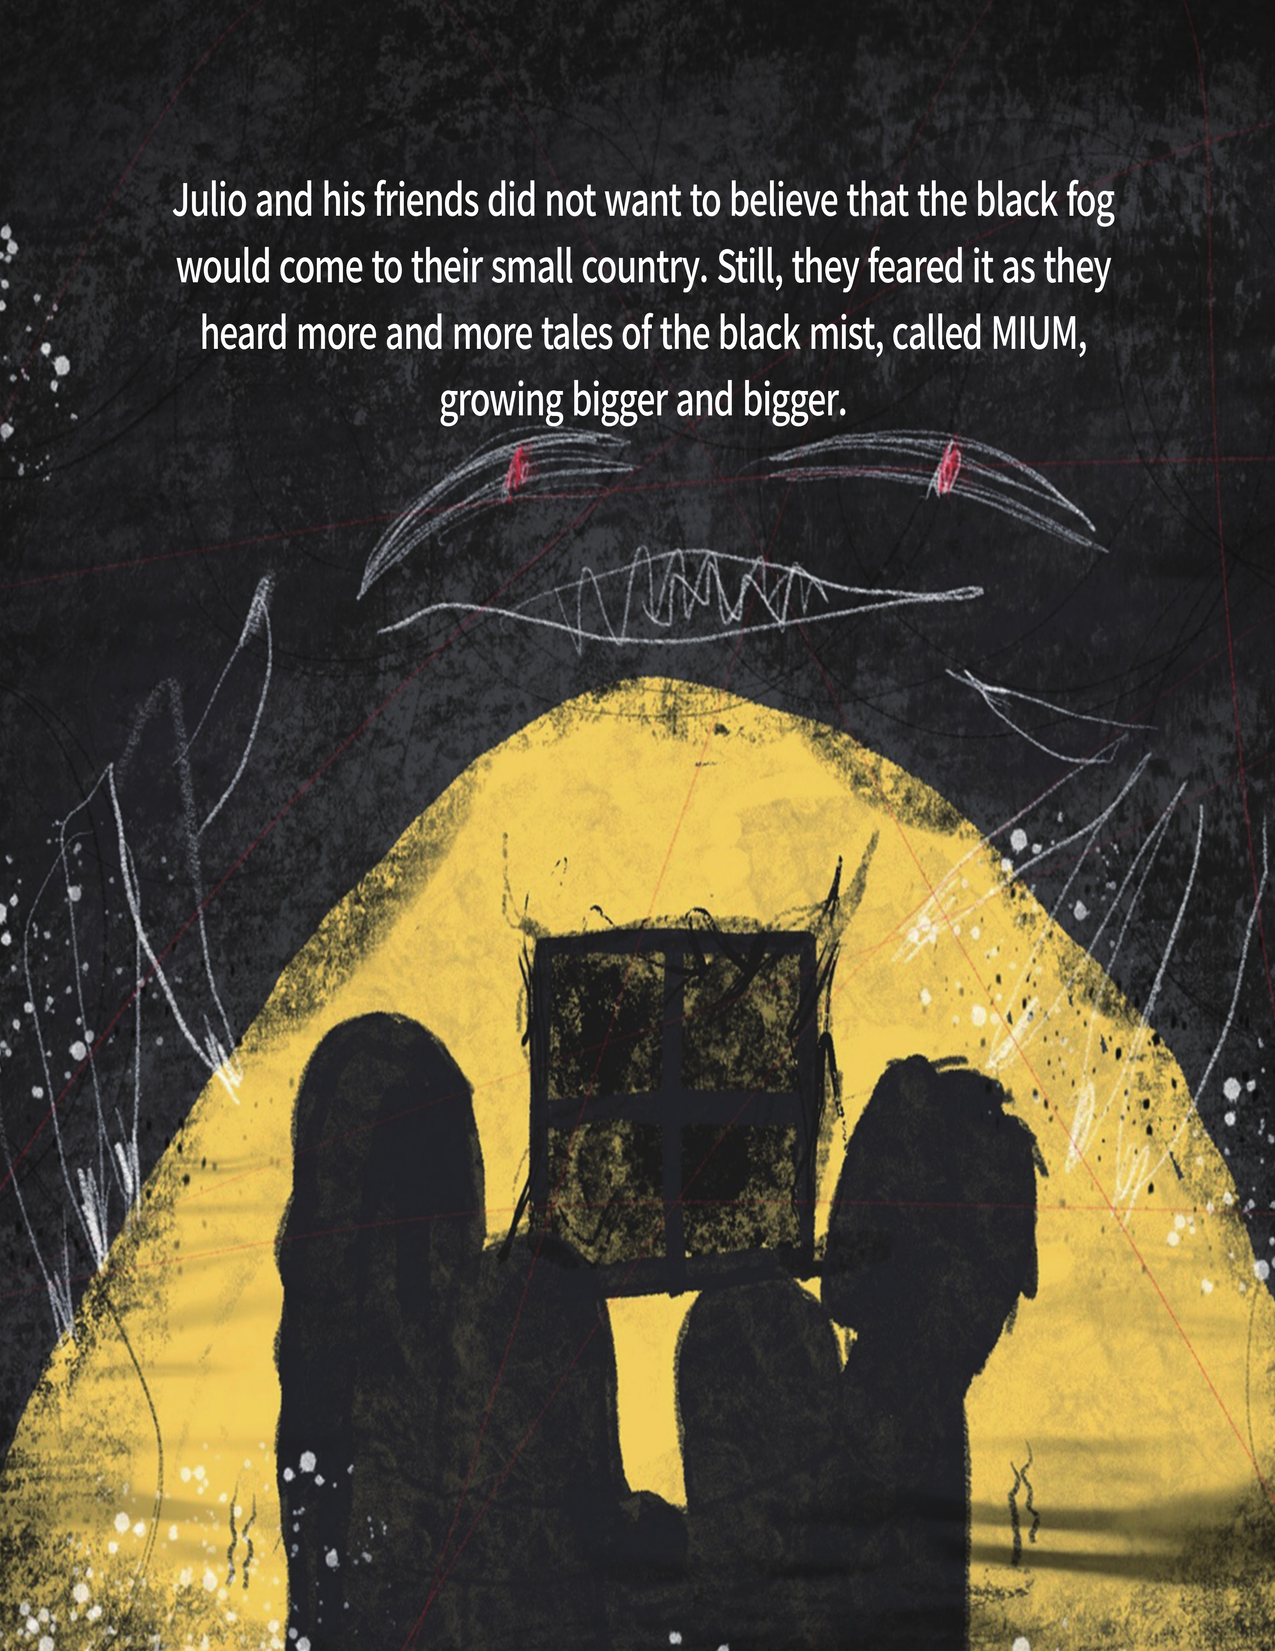 Julio and his friends did not want to believe that the black fog
would come to their small country. Still, they feared it as they
heard more and more tales of the black mist, called MIUM,
growing bigger and bigger.